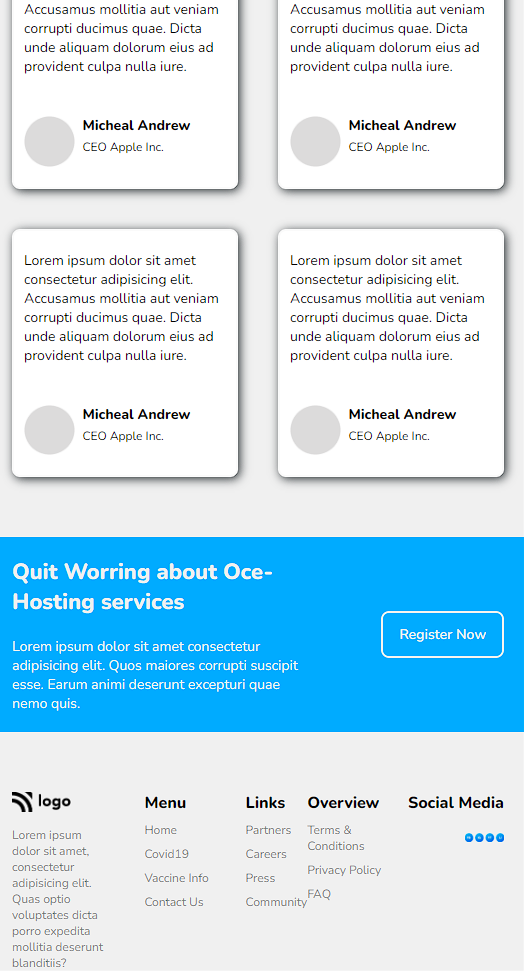 Accusamus mollitia aut veniam
corrupti ducimus quae. Dicta
unde aliquam dolorum eius ad
provident culpa nulla iure.
Micheal Andrew
CEO Apple Inc.
Accusamus mollitia aut veniam
corrupti ducimus quae. Dicta
unde aliquam dolorum eius ad
provident culpa nulla iure.
Micheal Andrew
CEO Apple Inc.
Lorem ipsum dolor sit amet
consectetur adipisicing elit.
Accusamus mollitia aut veniam
corrupti ducimus quae. Dicta
unde aliquam dolorum eius ad
provident culpa nulla iure.
Micheal Andrew
CEO Apple Inc.
Lorem ipsum dolor sit amet
consectetur adipisicing elit.
Accusamus mollitia aut veniam
corrupti ducimus quae. Dicta
unde aliquam dolorum eius ad
provident culpa nulla iure.
Micheal Andrew
CEO Apple Inc.
Quit Worring about Oce-
Hosting services
Lorem ipsum dolor sit amet consectetur
adipisicing elit. Quos maiores corrupti suscipit
esse. Earum animi deserunt excepturi quae
nemo quis.
Register Now
logo
Lorem ipsum
dolor sit amet,
consectetur
adipisicing elit.
Quas optio
voluptates dicta
porro expedita
mollitia deserunt
blanditiis?
Menu
Home
Covid19
Vaccine Info
Contact Us
Links
Partners
Careers
Press
Community
Overview
Terms &
Conditions
Privacy Policy
FAQ
Social Media